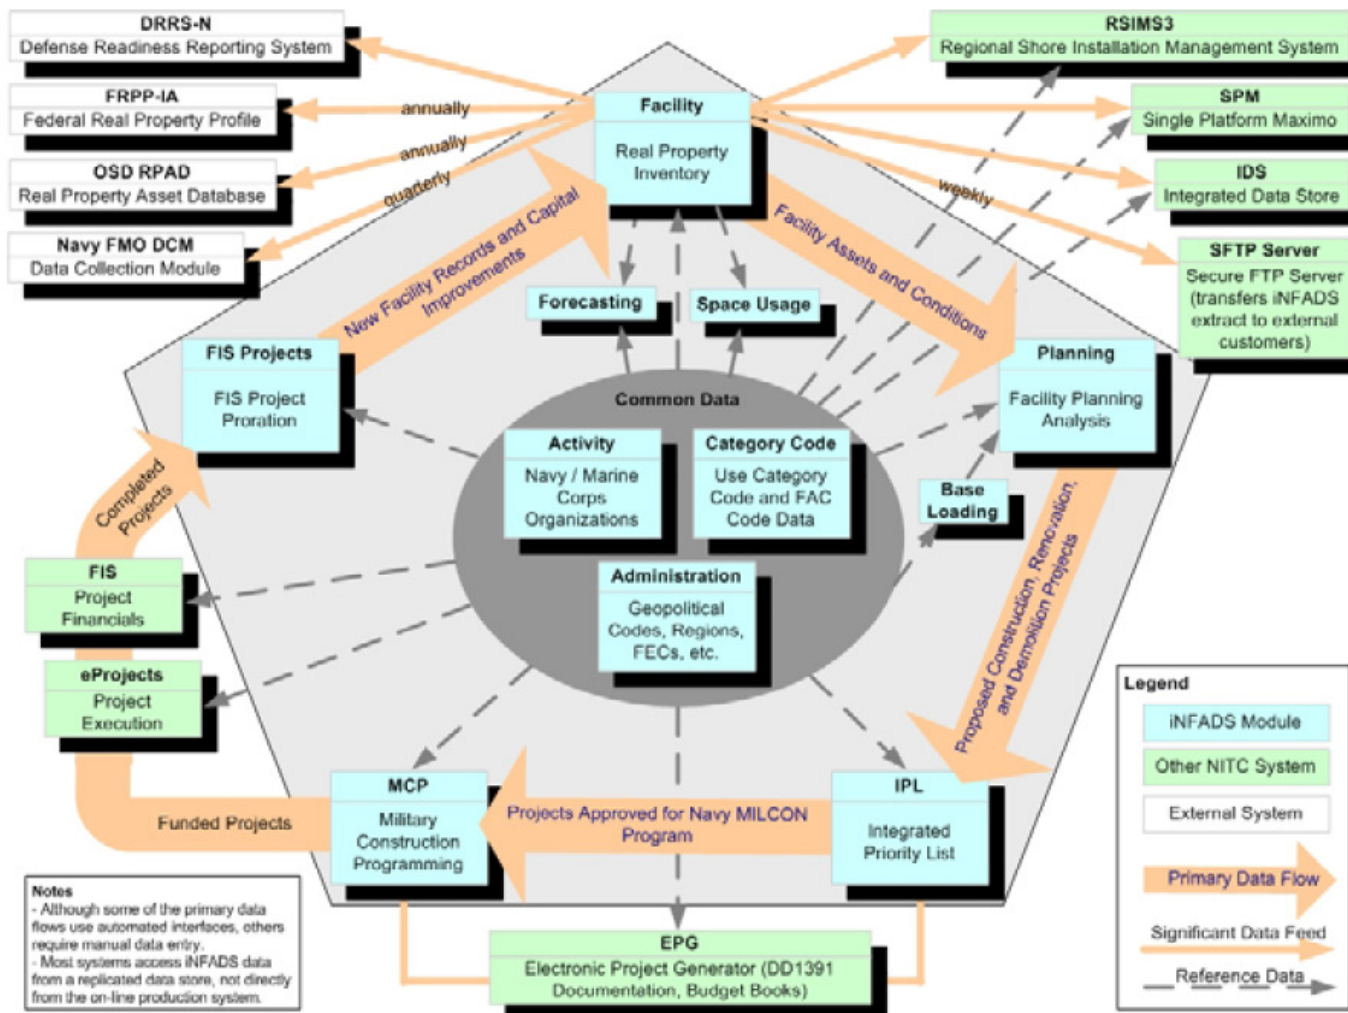 DRRS-N
Defense Readiness Reporting System
FRPP-IA
Federal Real Property Profile
OSD RPAD
Real Property Asset Database
Navy FMO DCM
Data Collection Module
annually
annually
quarterly
Facility
Real Property
Inventory
RSIMS3
Regional Shore Installation Management System
SPM
Single Platform Maximo
IDS
Integrated Data Store
weekly
SFTP Server
Secure FTP Server
(transfers iNFADS
extract to external
customers)
New Facility Records and Capital
Improvements
Facility Assets and Conditions
Forecasting
Space Usage
FIS Projects
FIS Project
Proration
Planning
Facility Planning
Analysis
Common Data
Activity
Navy / Marine
Corps
Organizations
Category Code
Use Category
Code and FAC
Code Data
Administration
Geopolitical
Codes, Regions,
FECs, etc.
Base
Loading
Completed
Projects
FIS
Project
Financials
eProjects
Project
Execution
Proposed Construction, Renovation,
and Demolition Projects
MCP
Military
Construction
Programming
Funded Projects
Projects Approved for Navy MILCON
Program
IPL
Integrated
Priority List
EPG
Electronic Project Generator (DD1391
Documentation, Budget Books)
Notes
- Although some of the primary data
flows use automated interfaces, others
require manual data entry.
- Most systems access iNFADS data
from a replicated data store, not directly
from the on-line production system.
Legend
iNFADS Module
Other NITC System
External System
Primary Data Flow
Significant Data Feed
Reference Data